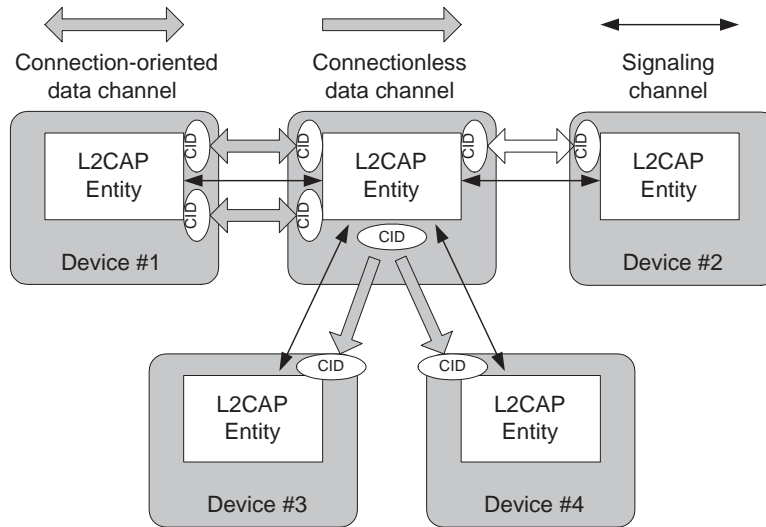 Connection-oriented
data channel
Connectionless
data channel
Signaling
channel
CID
CID
CID
CID
L2CAP
Entity
L2CAP
Entity
L2CAP
Entity
CID
CID
CID
Device #1
Device #2
CID
CID
L2CAP
Entity
L2CAP
Entity
Device #3
Device #4